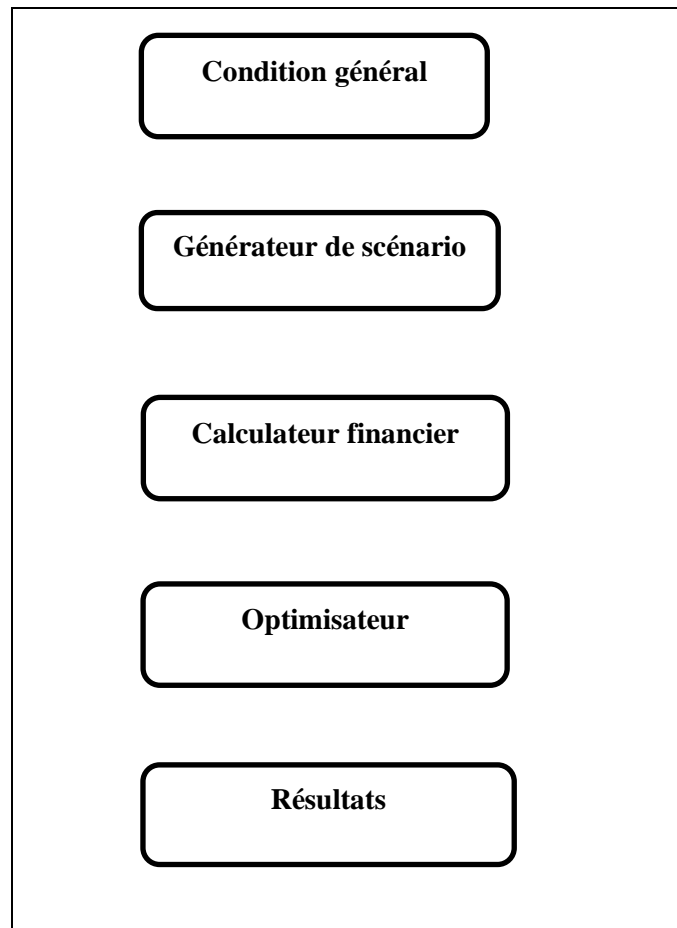 Condition général
Générateur de scénario
Calculateur financier
Optimisateur
Résultats